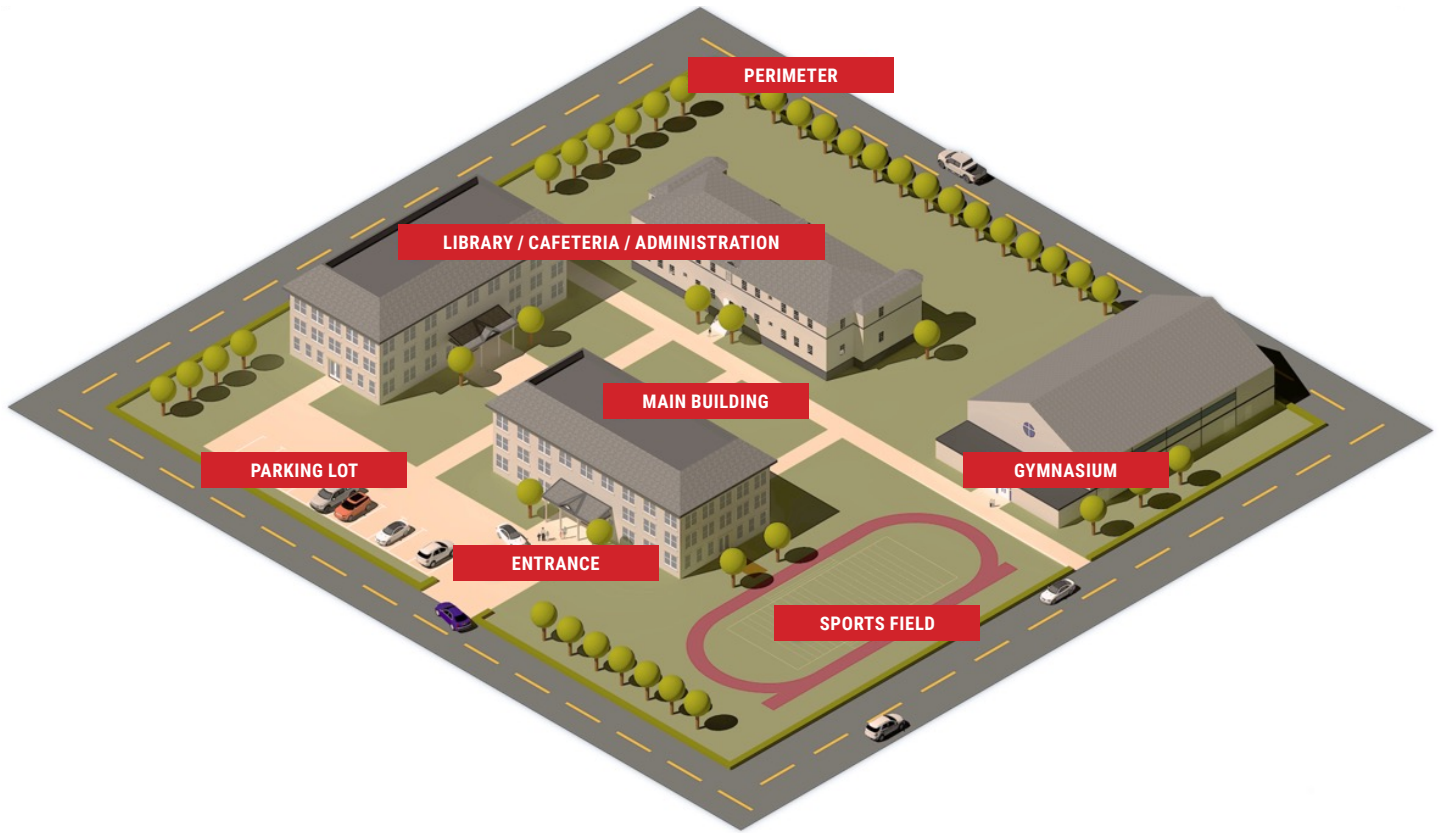 PERIMETER
LIBRARY / CAFETERIA / ADMINISTRATION
MAIN BUILDING
PARKING LOT
GYMNASIUM
ENTRANCE
SPORTS FIELD